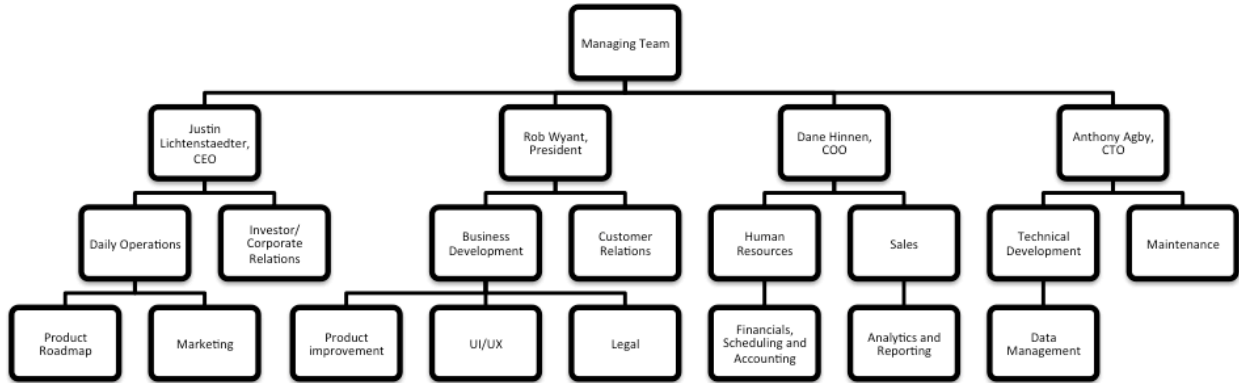 Managing Team
Justin
Lichtenstaedter,
CEO
Rob Wyant,
President
Dane Hinnen,
COO
Anthony Agby,
CTO
Daily Operations
Investor/
Corporate
Relations
Business
Development
Customer
Relations
Human
Resources
Sales
Technical
Development
Maintenance
Product
Roadmap
Marketing
Product
improvement
UI/UX
Legal
Financials,
Scheduling and
Accounting
Analytics and
Reporting
Data
Management